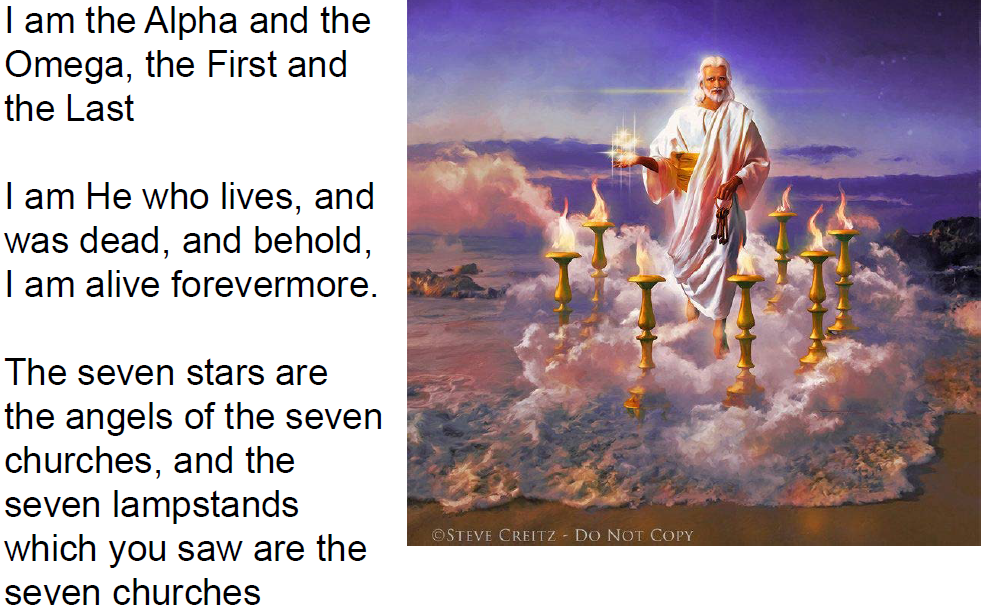 I am the Alpha and the
Omega, the First and
the Last
I am He who lives, and
was dead, and behold,
I am alive forevermore.
The seven stars are
the angels of the seven
churches, and the
seven lampstands
which you saw are the
seven churches
©STEVE CREITZ - DO NOT COPY